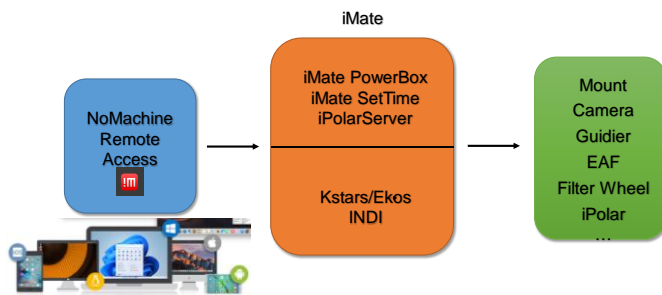 iMate
NoMachine
Remote
Access
!M
iMate PowerBox
iMate SetTime
iPolarServer
Kstars/Ekos
INDI
Mount
Camera
Guidier
EAF
Filter Wheel
iPolar
...